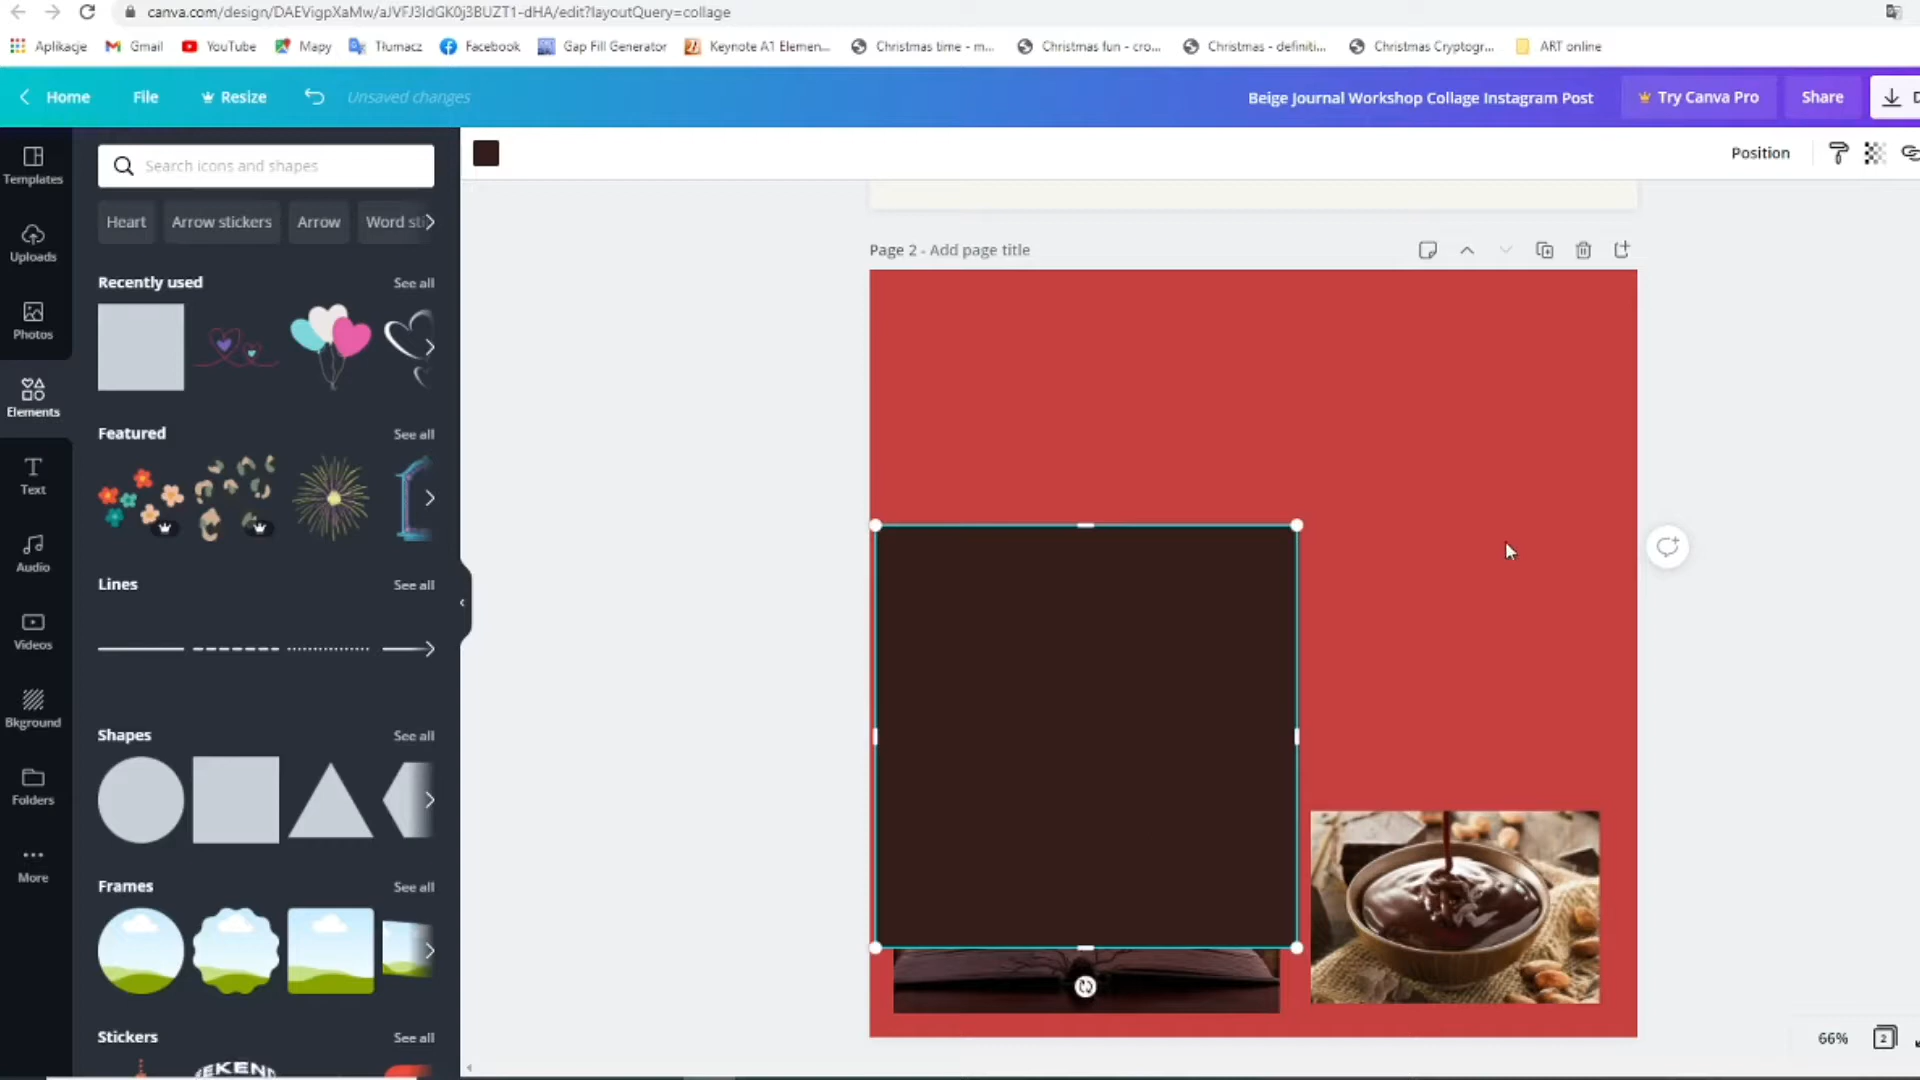 canva.com/design/DAEVigpXaMw/aJVFJ3IdGK0j3BUZT1-dHA/edit?layoutQuery=collage
Aplikacje Gmail YouTube Mapy Tłumacz Facebook Gap Fill Generator Keynote A1 Elemen... Christmas time - m... Christmas fun - cro... Christmas - definiti... Christmas Cryptogr... ART online
Home File Resize Unsaved changes Beige Journal Workshop Collage Instagram Post Try Canva Pro Share D
Templates
Uploads
Photos
Elements
Text
Audio
Videos
Bkground
Folders
More
Search icons and shapes
Heart Arrow stickers Arrow Word sti
Recently used See all
Featured See all
Lines See all
Shapes See all
Frames See all
Stickers See all
EEKEND
Position
Page 2 - Add page title
66% 2